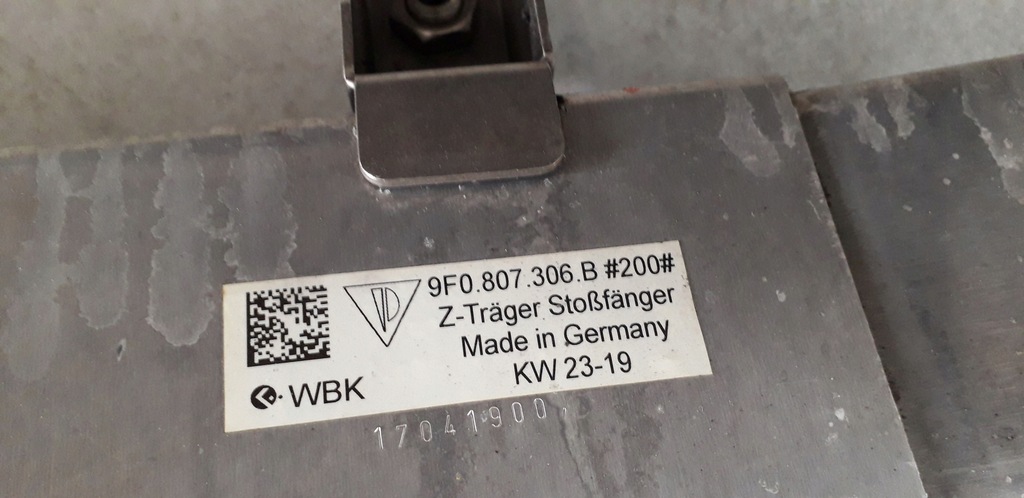 9F0.807.306.B #200#
Z-Träger Stoßfänger
Made in Germany
KW 23-19
WBK
17041900